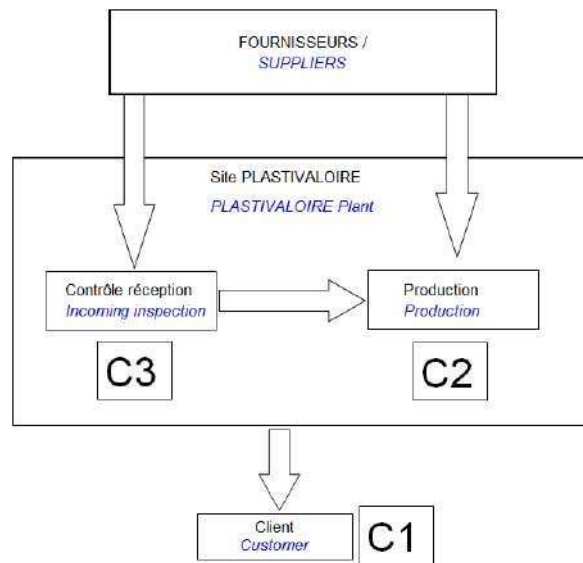 FOURNISSEURS /
SUPPLIERS
Site PLASTIVALOIRE
PLASTIVALOIRE Plant
Contrôle réception
Incoming inspection
Production
Production
C3
C2
Client
Customer
C1